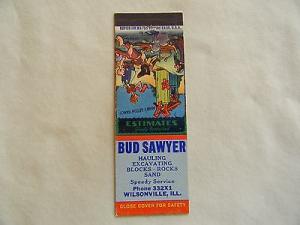 ESTIMATES
BUD SAWYER
HAULING
EXCAVATING
BLOCKS - ROCKS
SAND
Speedy Service
Phone 332X1
WILSONVILLE, ILL.
CLOSE COVER FOR SAFETY